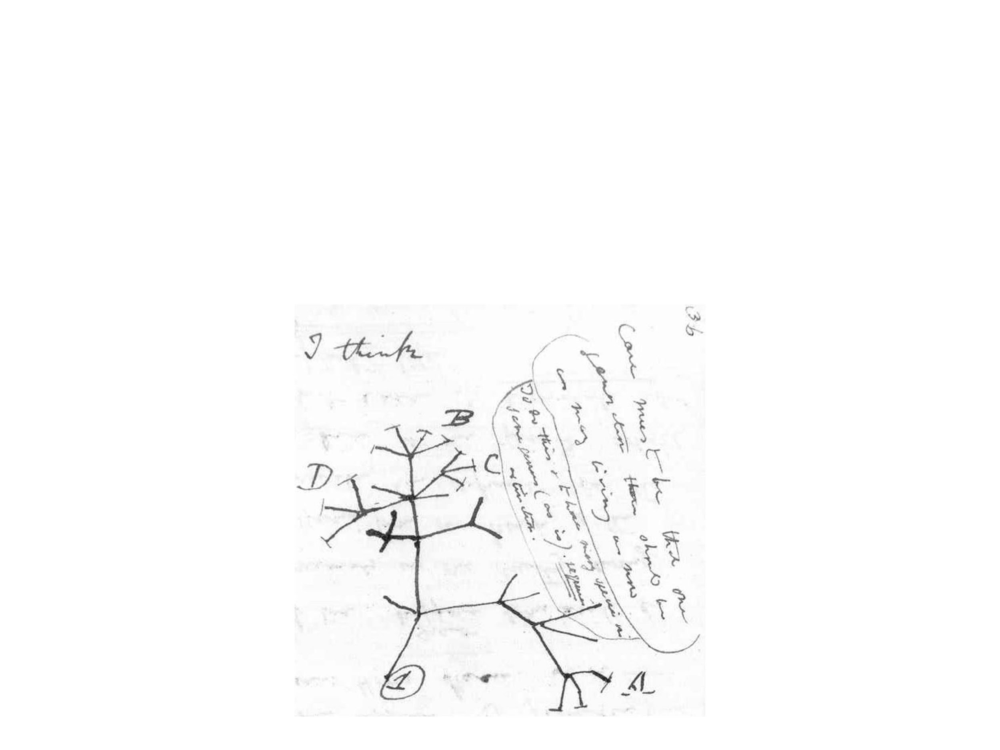 36
I think
Case must be that one
generation then should be
as many living as now
To do this & to have many species in
same genus (as is). requires
extinction.
B
C
D
A
1